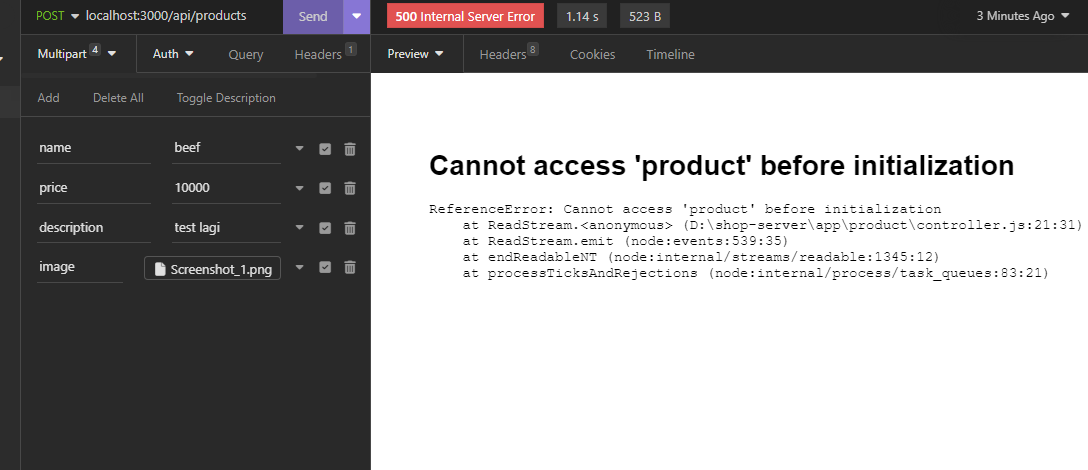 POST localhost:3000/api/products Send 500 Internal Server Error 1.14 s 523 B 3 Minutes Ago
Multipart 4 Auth Query Headers 1 Preview Headers 8 Cookies Timeline
Add Delete All Toggle Description
name beef
price 10000
description test lagi
image Screenshot_1.png
Cannot access 'product' before initialization
ReferenceError: Cannot access 'product' before initialization
at ReadStream.<anonymous> (D:\shop-server\app\product\controller.js:21:31)
at ReadStream.emit (node:events:539:35)
at endReadableNT (node:internal/streams/readable:1345:12)
at processTicksAndRejections (node:internal/process/task_queues:83:21)